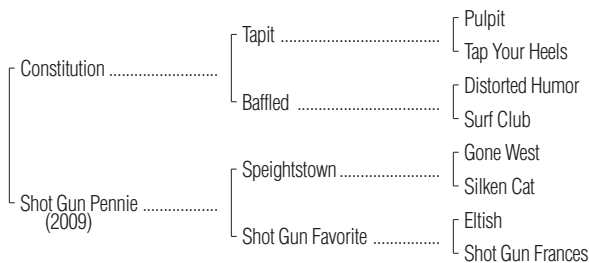 Pulpit
Tapit ........................................
Tap Your Heels
Constitution ...........................
Distorted Humor
Baffled ....................................
Surf Club
Gone West
Speightstown .........................
Silken Cat
Shot Gun Pennie ..................
(2009)
Eltish
Shot Gun Favorite ................
Shot Gun Frances